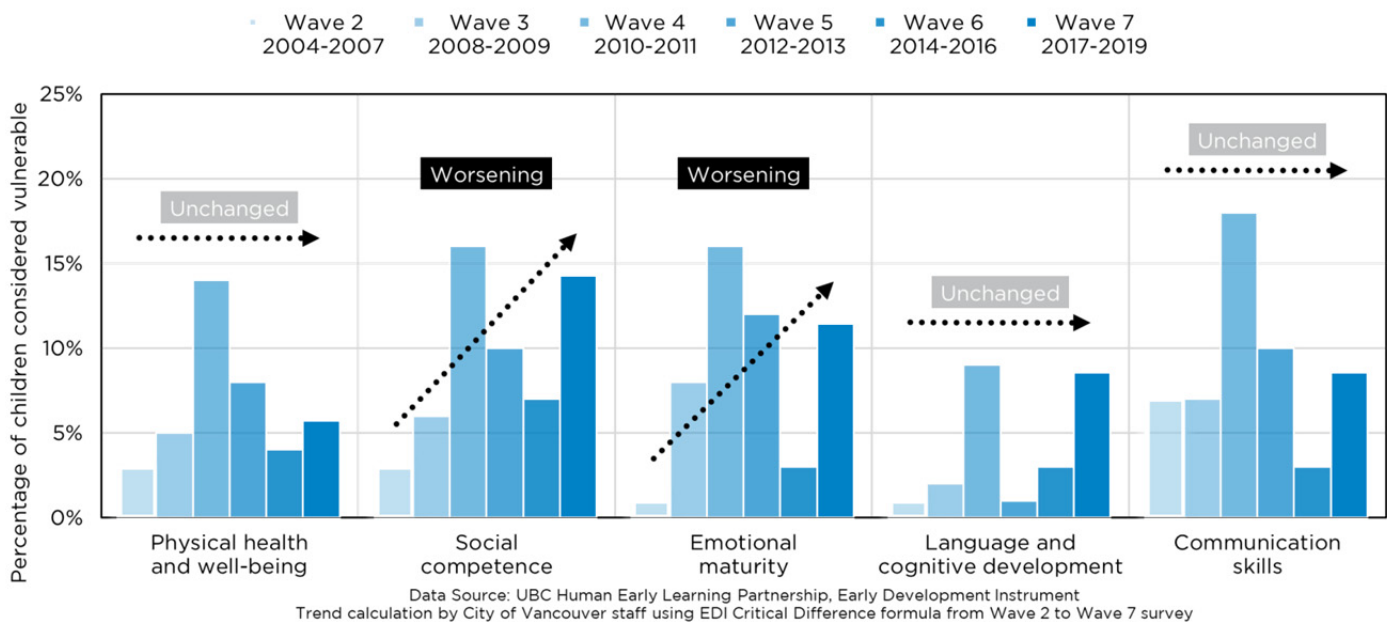 Wave 2 Wave 3 Wave 4 Wave 5 Wave 6 Wave 7
2004-2007 2008-2009 2010-2011 2012-2013 2014-2016 2017-2019
Percentage of children considered vulnerable
25%
20%
15%
10%
5%
0%
Unchanged
Worsening
Worsening
Unchanged
Unchanged
Physical health
and well-being
Social
competence
Emotional
maturity
Language and
cognitive development
Communication
skills
Data Source: UBC Human Early Learning Partnership, Early Development Instrument
Trend calculation by City of Vancouver staff using EDI Critical Difference formula from Wave 2 to Wave 7 survey